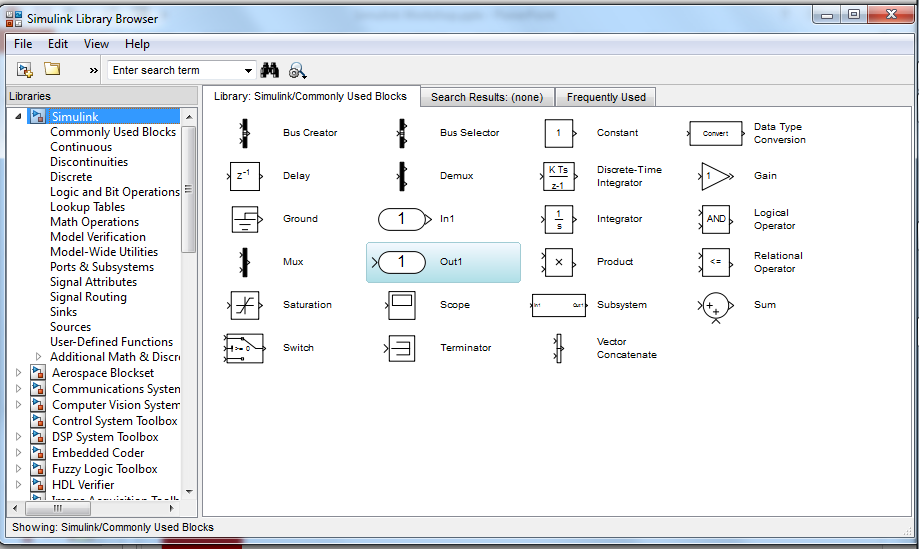 Simulink Library Browser
File Edit View Help
» Enter search term
Libraries
Simulink
Commonly Used Blocks
Continuous
Discontinuities
Discrete
Logic and Bit Operations
Lookup Tables
Math Operations
Model Verification
Model-Wide Utilities
Ports & Subsystems
Signal Attributes
Signal Routing
Sinks
Sources
User-Defined Functions
Additional Math & Discre
Aerospace Blockset
Communications System
Computer Vision System
Control System Toolbox
DSP System Toolbox
Embedded Coder
Fuzzy Logic Toolbox
HDL Verifier
Image Acquisition Toolb
Library: Simulink/Commonly Used Blocks Search Results: (none) Frequently Used
Bus Creator Bus Selector 1 Constant Convert Data Type
Conversion
z-1 Delay Demux K Ts
z-1 Discrete-Time
Integrator 1 Gain
Ground 1 In1 1
s Integrator AND Logical
Operator
Mux 1 Out1 × Product <= Relational
Operator
Saturation Scope In1 Out1 Subsystem + + Sum
>= 0 Switch Terminator Vector
Concatenate
Showing: Simulink/Commonly Used Blocks